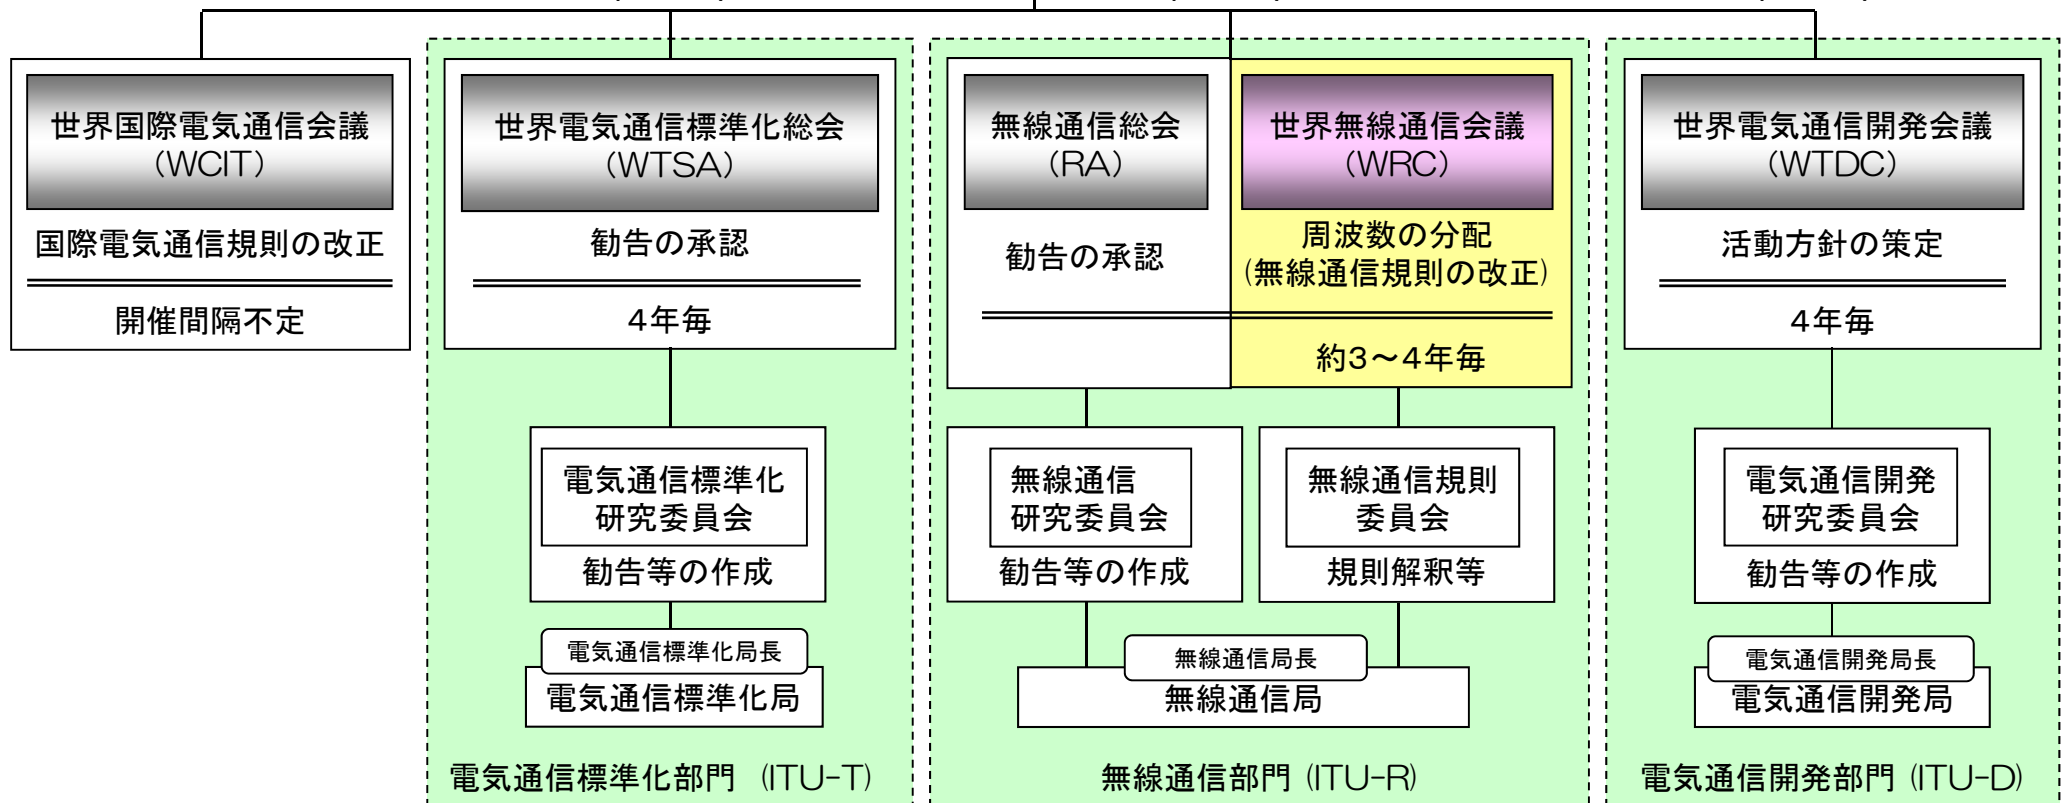 世界国際電気通信会議
(WCIT)
国際電気通信規則の改正
開催間隔不定
世界電気通信標準化総会
(WTSA)
勧告の承認
4年毎
電気通信標準化
研究委員会
勧告等の作成
電気通信標準化局長
電気通信標準化局
電気通信標準化部門 (ITU-T)
無線通信総会
(RA)
勧告の承認
世界無線通信会議
(WRC)
周波数の分配
(無線通信規則の改正)
約3～4年毎
無線通信
研究委員会
勧告等の作成
無線通信規則
委員会
規則解釈等
無線通信局長
無線通信局
無線通信部門 (ITU-R)
世界電気通信開発会議
(WTDC)
活動方針の策定
4年毎
電気通信開発
研究委員会
勧告等の作成
電気通信開発局長
電気通信開発局
電気通信開発部門 (ITU-D)